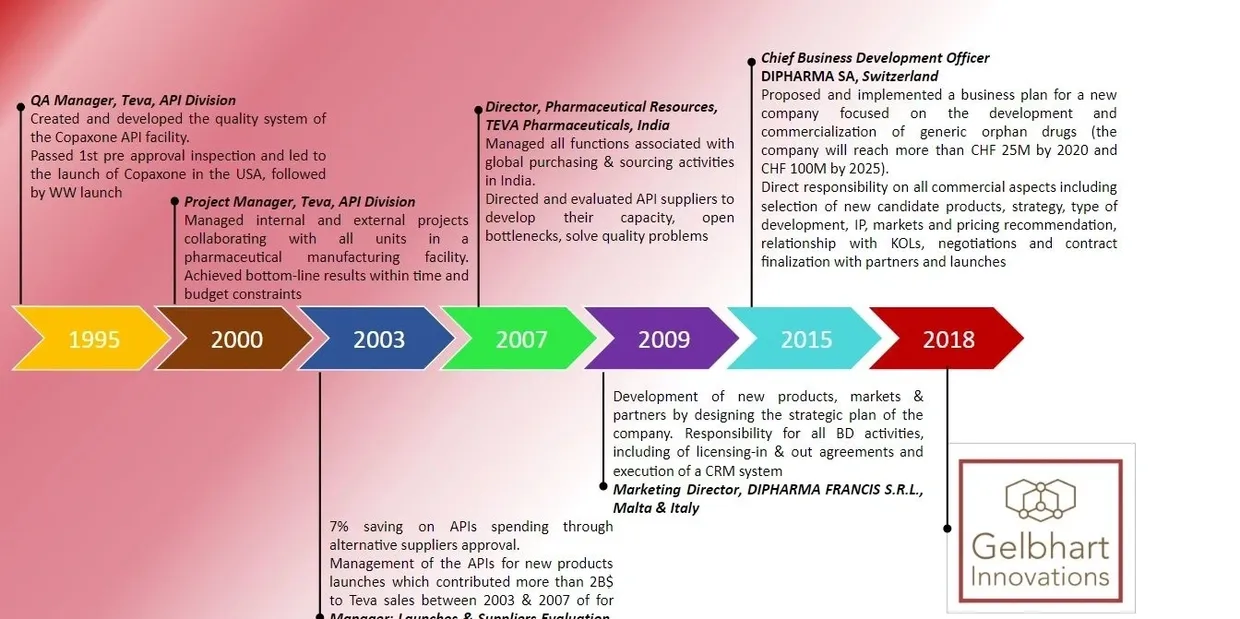 QA Manager, Teva, API Division
Created and developed the quality system of
the Copaxone API facility.
Passed 1st pre approval inspection and led to
the launch of Copaxone in the USA, followed
by WW launch
Project Manager, Teva, API Division
Managed internal and external projects
collaborating with all units in a
pharmaceutical manufacturing facility.
Achieved bottom-line results within time and
budget constraints
Director, Pharmaceutical Resources,
TEVA Pharmaceuticals, India
Managed all functions associated with
global purchasing & sourcing activities
in India.
Directed and evaluated API suppliers to
develop their capacity, open
bottlenecks, solve quality problems
Chief Business Development Officer
DIPHARMA SA, Switzerland
Proposed and implemented a business plan for a new
company focused on the development and
commercialization of generic orphan drugs (the
company will reach more than CHF 25M by 2020 and
CHF 100M by 2025).
Direct responsibility on all commercial aspects including
selection of new candidate products, strategy, type of
development, IP, markets and pricing recommendation,
relationship with KOLs, negotiations and contract
finalization with partners and launches
1995
2000
2003
2007
2009
2015
2018
Development of new products, markets &
partners by designing the strategic plan of the
company. Responsibility for all BD activities,
including of licensing-in & out agreements and
execution of a CRM system
Marketing Director, DIPHARMA FRANCIS S.R.L.,
Malta & Italy
7% saving on APIs spending through
alternative suppliers approval.
Management of the APIs for new products
launches which contributed more than 2B$
to Teva sales between 2003 & 2007 of for
Manager: Launches & Suppliers Evaluation,
Gelbhart
Innovations